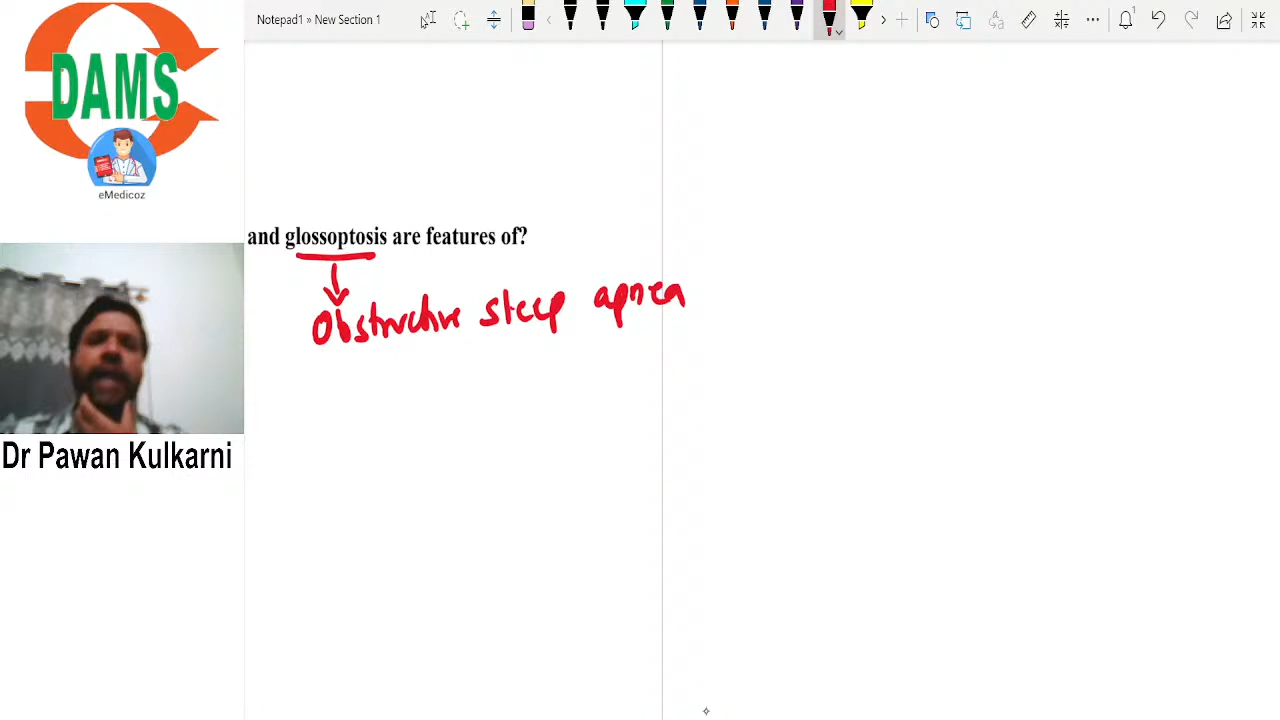 Notepad1 » New Section 1
DAMS
eMedicoz
and glossoptosis are features of?
Obstructive sleep apnea
Dr Pawan Kulkarni